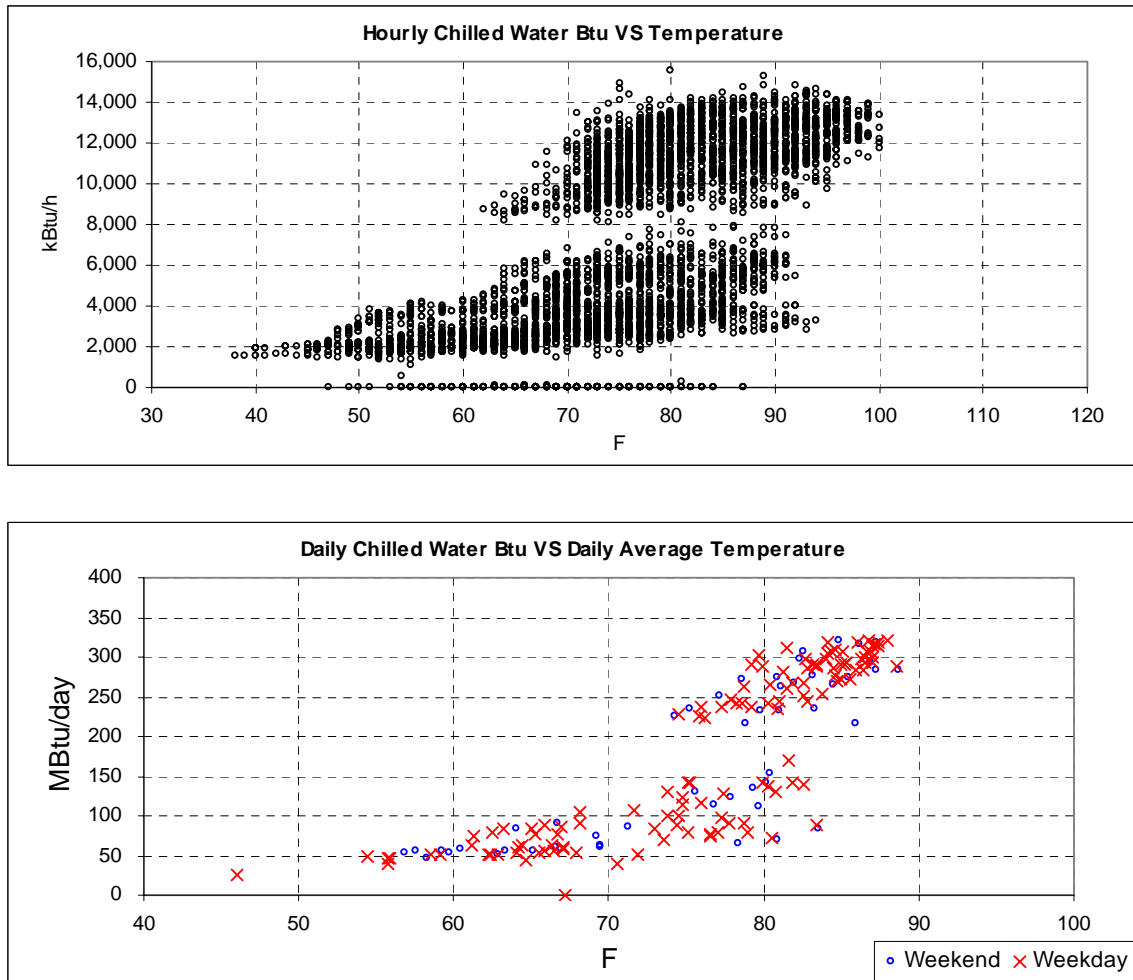 Hourly Chilled Water Btu VS Temperature
16,000
14,000
12,000
10,000
8,000
6,000
4,000
2,000
0
kBtu/h
30 40 50 60 70 80 90 100 110 120
F
Daily Chilled Water Btu VS Daily Average Temperature
400
350
300
250
200
150
100
50
0
MBtu/day
40 50 60 70 80 90 100
F
Weekend Weekday